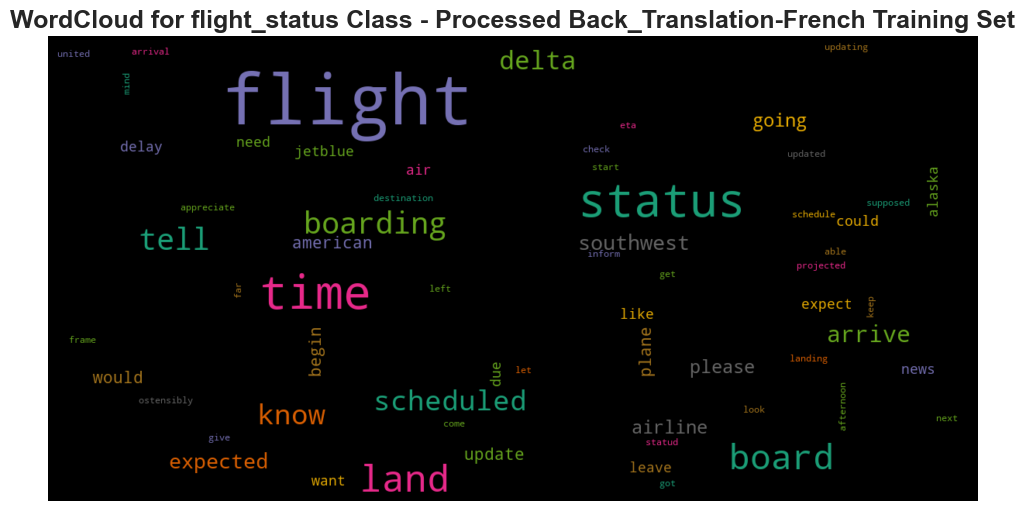 WordCloud for flight_status Class - Processed Back_Translation-French Training Set
united
arrival
updating
mind
delta
flight
going
eta
delay
need
jetblue
check
updated
air
start
alaska
destination
status
supposed
appreciate
boarding
schedule
could
tell
american
southwest
inform
able
projected
get
time
far
left
like
expect
keep
frame
begin
plane
arrive
landing
would
due
let
please
news
ostensibly
scheduled
know
look
afternoon
next
come
give
airline
statud
expected
update
board
want
land
leave
got